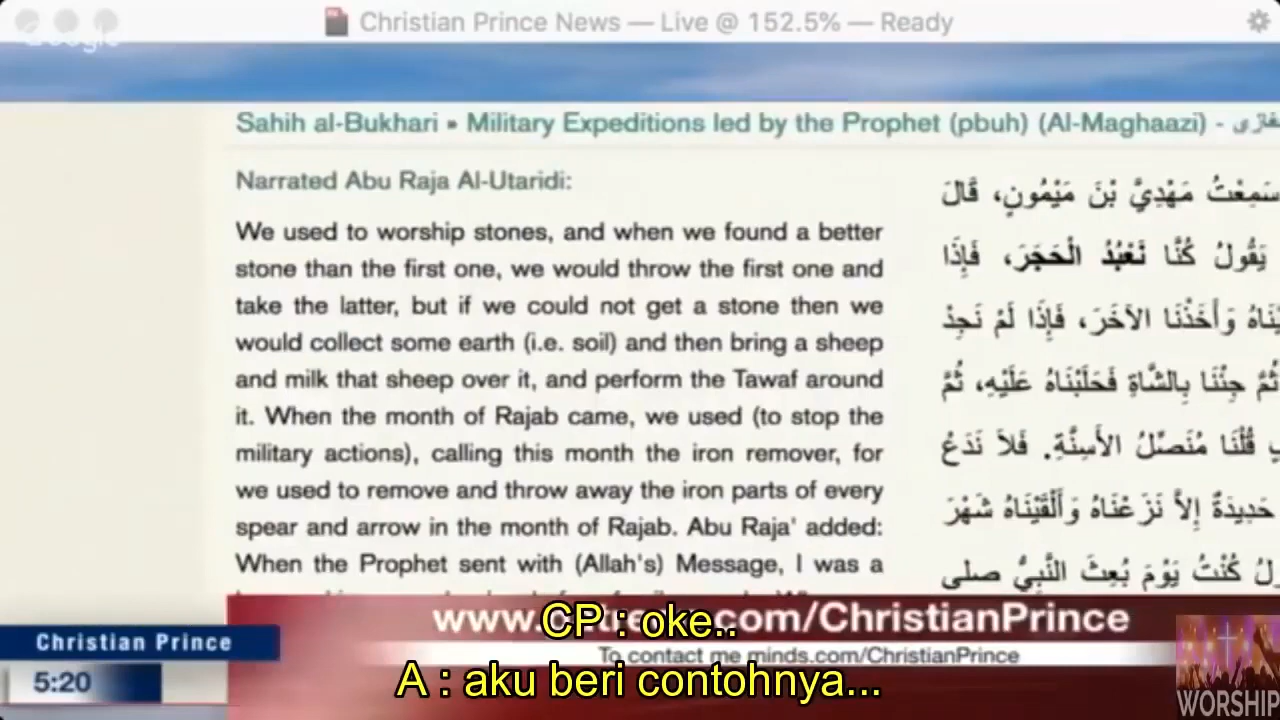 Christian Prince News — Live @ 152.5% — Ready
Google
Sahih al-Bukhari • Military Expeditions led by the Prophet (pbuh) (Al-Maghaazi) -
Narrated Abu Raja Al-Utaridi:
We used to worship stones, and when we found a better
stone than the first one, we would throw the first one and
take the latter, but if we could not get a stone then we
would collect some earth (i.e. soil) and then bring a sheep
and milk that sheep over it, and perform the Tawaf around
it. When the month of Rajab came, we used (to stop the
military actions), calling this month the iron remover, for
we used to remove and throw away the iron parts of every
spear and arrow in the month of Rajab. Abu Raja' added:
When the Prophet sent with (Allah's) Message, I was a
سَمِعْتُ مَهْدِيَّ بْنَ مَيْمُونٍ، قَالَ
يَقُولُ كُنَّا نَعْبُدُ الْحَجَرَ، فَإِذَا
وَأَخَذْنَا الآخَرَ، فَإِذَا لَمْ نَجِدْ
ثُمَّ جِئْنَا بِالشَّاةِ فَحَلَبْنَاهُ عَلَيْهِ، ثُمَّ
قُلْنَا مُنَصِّلُ الأَسِنَّةِ. فَلاَ نَدَعُ
حَدِيدَةٌ إِلاَّ نَزَعْنَاهُ وَأَلْقَيْنَاهُ شَهْرَ
كُنْتُ يَوْمَ بُعِثَ النَّبِيُّ صلى
CP : oke..
A : aku beri contohnya...
To contact me minds.com/ChristianPrince
Christian Prince
5:20
WORSHIP